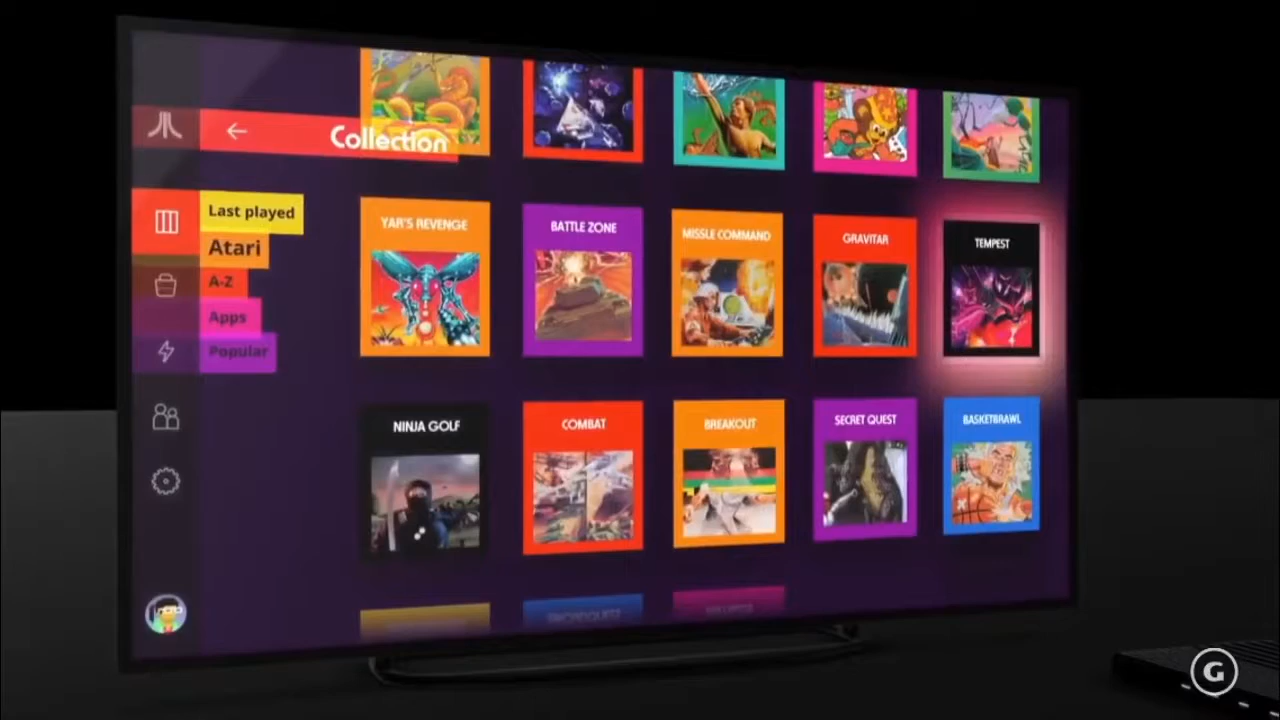 Collection
Last played
Atari
A-Z
Apps
Popular
YAR'S REVENGE
BATTLE ZONE
MISSLE COMMAND
GRAVITAR
TEMPEST
NINJA GOLF
COMBAT
BREAKOUT
SECRET QUEST
BASKETBRAWL
G